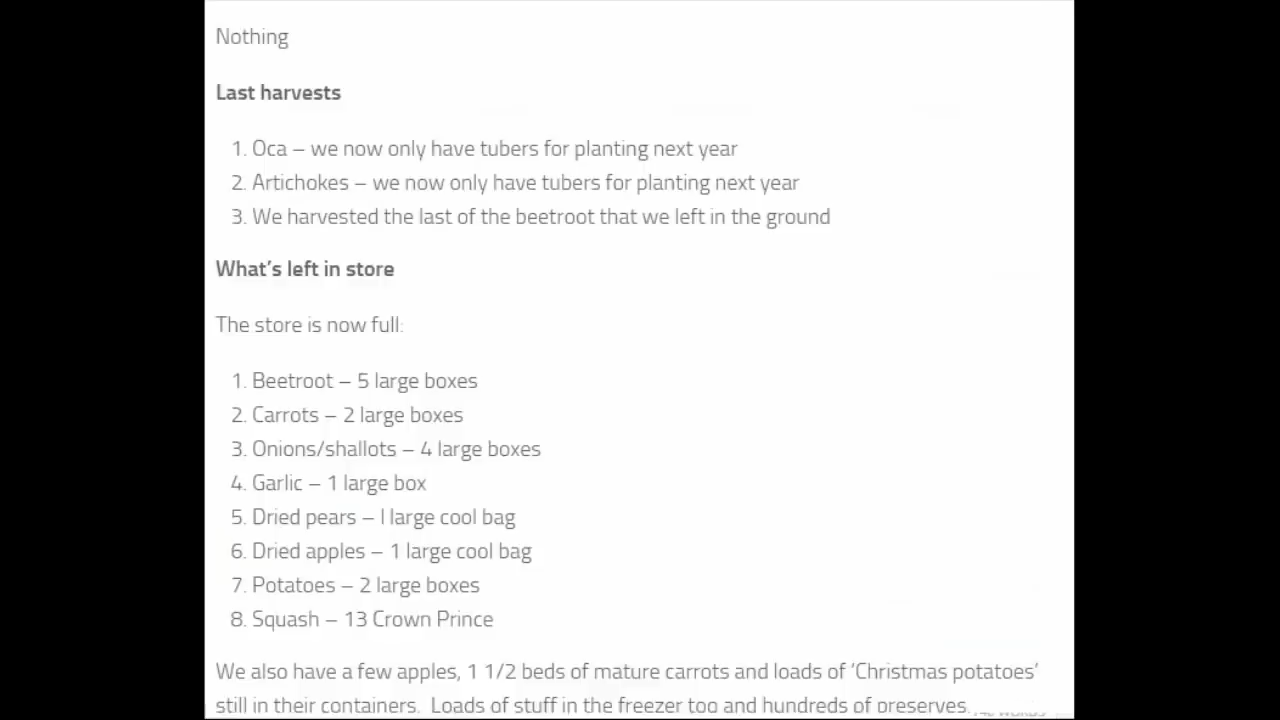 Nothing
Last harvests
1. Oca – we now only have tubers for planting next year
2. Artichokes – we now only have tubers for planting next year
3. We harvested the last of the beetroot that we left in the ground
What's left in store
The store is now full:
1. Beetroot – 5 large boxes
2. Carrots – 2 large boxes
3. Onions/shallots – 4 large boxes
4. Garlic – 1 large box
5. Dried pears – I large cool bag
6. Dried apples – 1 large cool bag
7. Potatoes – 2 large boxes
8. Squash – 13 Crown Prince
We also have a few apples, 1 1/2 beds of mature carrots and loads of 'Christmas potatoes'
still in their containers. Loads of stuff in the freezer too and hundreds of preserves.